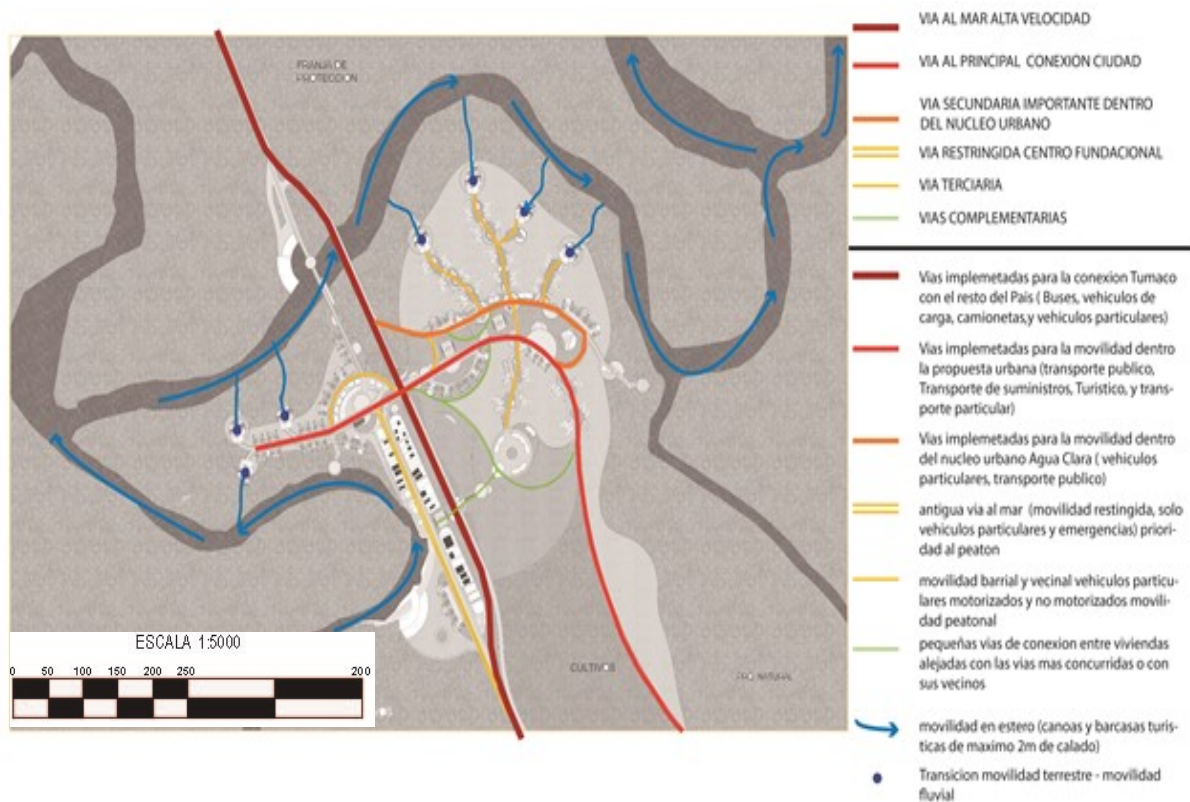 VIA AL MAR ALTA VELOCIDAD
VIA AL PRINCIPAL CONEXION CIUDAD
VIA SECUNDARIA IMPORTANTE DENTRO
DEL NUCLEO URBANO
VIA RESTRINGIDA CENTRO FUNDACIONAL
VIA TERCIARIA
VIAS COMPLEMENTARIAS
Vias implemetadas para la conexion Tumaco
con el resto del Pais ( Buses, vehiculos de
carga, camionetas,y vehiculos particulares)
Vias implemetadas para la movilidad dentro
la propuesta urbana (transporte publico,
Transporte de suministros, Turistico, y trans-
porte particular)
Vias implemetadas para la movilidad dentro
del nucleo urbano Agua Clara ( vehiculos
particulares, transporte publico)
antigua via al mar (movilidad restingida, solo
vehiculos particulares y emergencias) priori-
dad al peaton
movilidad barrial y vecinal vehiculos particu-
lares motorizados y no motorizados movili-
dad peatonal
pequeñas vias de conexion entre viviendas
alejadas con las vias mas concurridas o con
sus vecinos
movilidad en estero (canoas y barcasas turis-
ticas de maximo 2m de calado)
Transicion movilidad terrestre - movilidad
fluvial
FRANJA DE
PROTECCION
CULTIVOS
NATURAL
ESCALA 1:5000
0 50 100 150 200 250 200